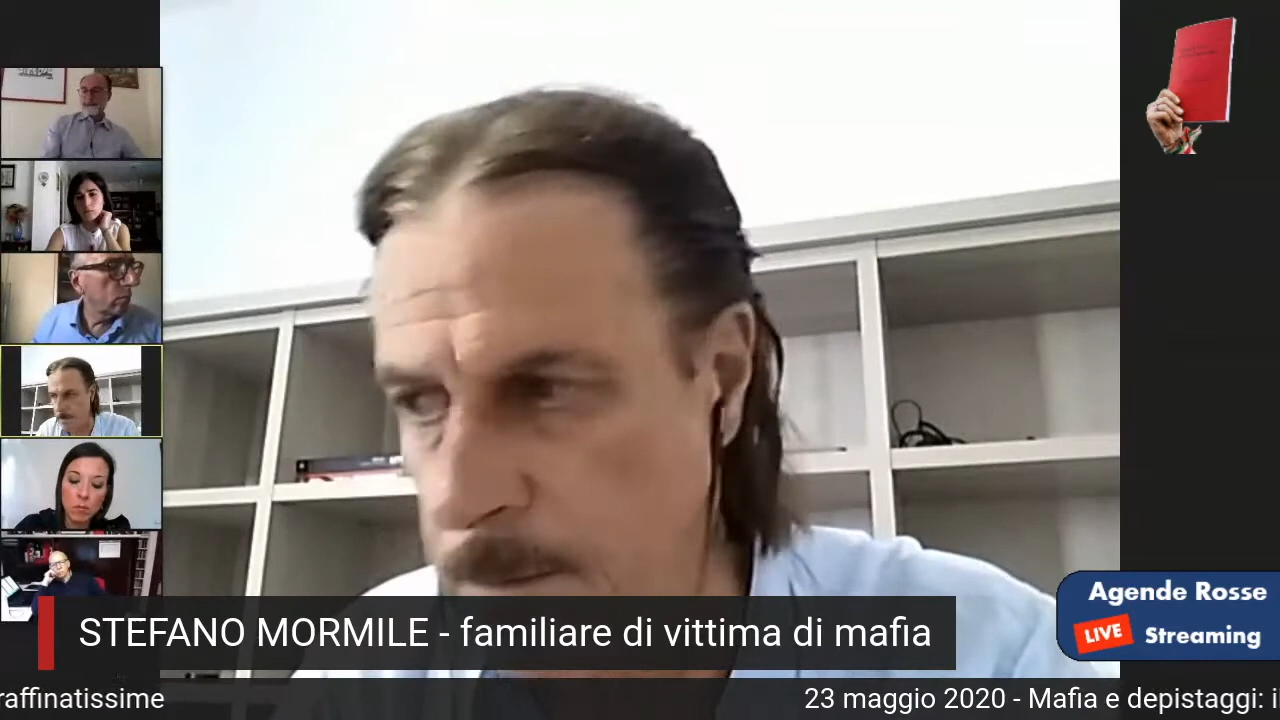 STEFANO MORMILE - familiare di vittima di mafia
Agende Rosse
LIVE Streaming
raffinatissime
23 maggio 2020 - Mafia e depistaggi: i